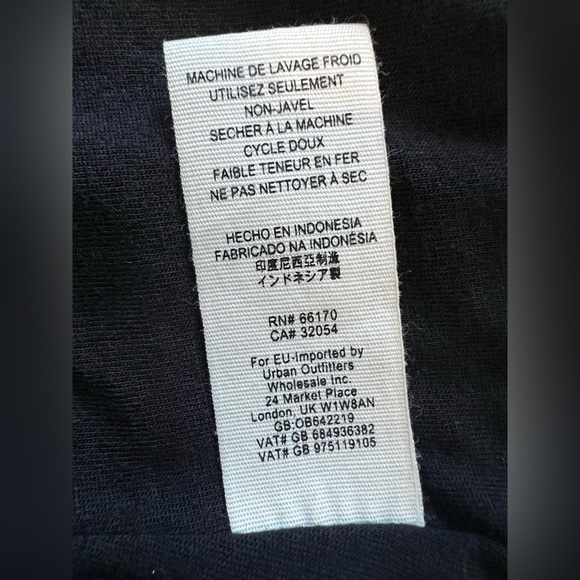 MACHINE DE LAVAGE FROID
UTILISEZ SEULEMENT
NON-JAVEL
SECHER À LA MACHINE
CYCLE DOUX
FAIBLE TENEUR EN FER
NE PAS NETTOYER À SEC
HECHO EN INDONESIA
FABRICADO NA INDONÉSIA
印度尼西亞制造
インドネシア製
RN# 66170
CA# 32054
For EU-Imported by
Urban Outfitters
Wholesale Inc.
24 Market Place
London, UK W1W8AN
GB:OB642219
VAT# GB 684936382
VAT# GB 975119105